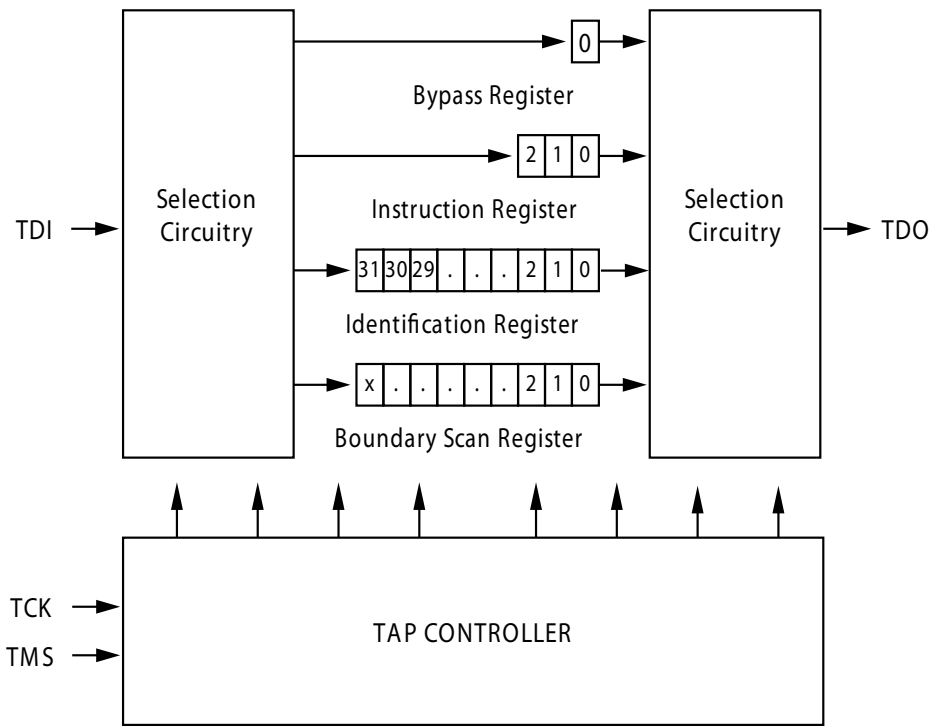 0
Bypass Register
2 1 0
Instruction Register
Selection
Circuitry
Selection
Circuitry
TDI
TDO
31 30 29 . . . 2 1 0
Identification Register
x . . . . . 2 1 0
Boundary Scan Register
TCK
TMS
TAP CONTROLLER